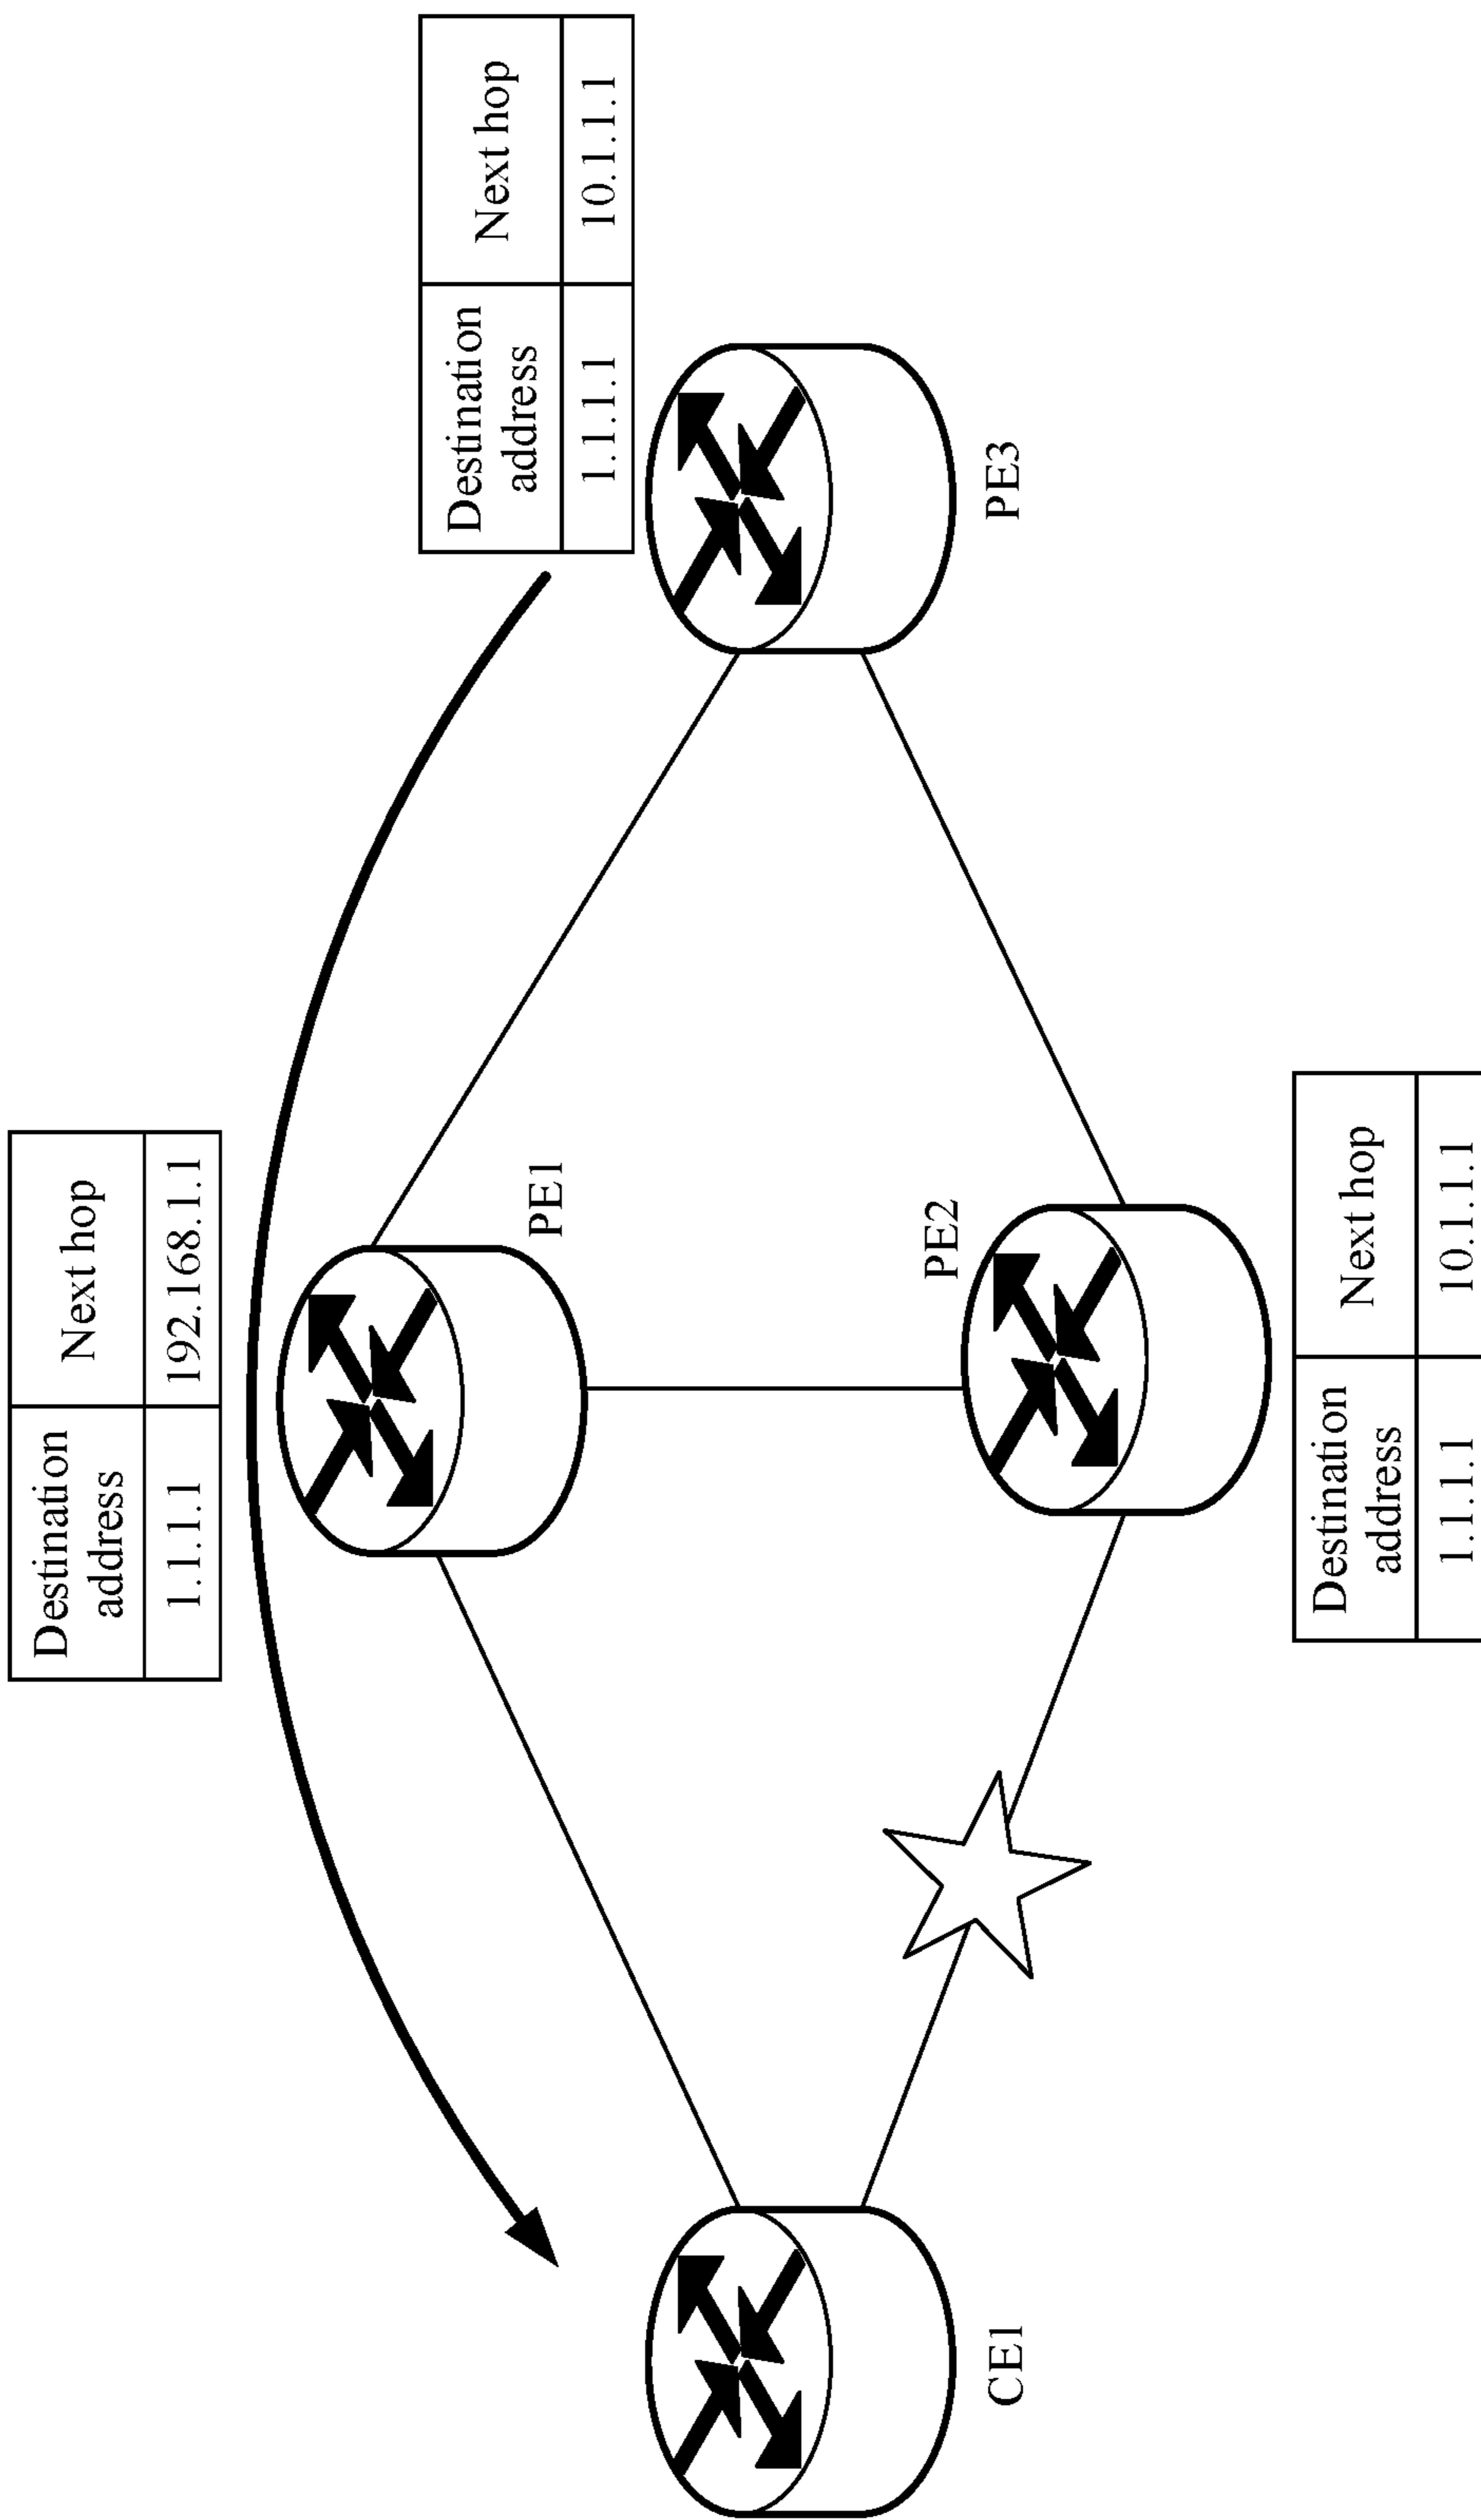 Destination
address
Next hop
1.1.1.1
192.168.1.1
Destination
address
Next hop
1.1.1.1
10.1.1.1
PE1
PE2
PE3
CE1
Destination
address
Next hop
1.1.1.1
10.1.1.1